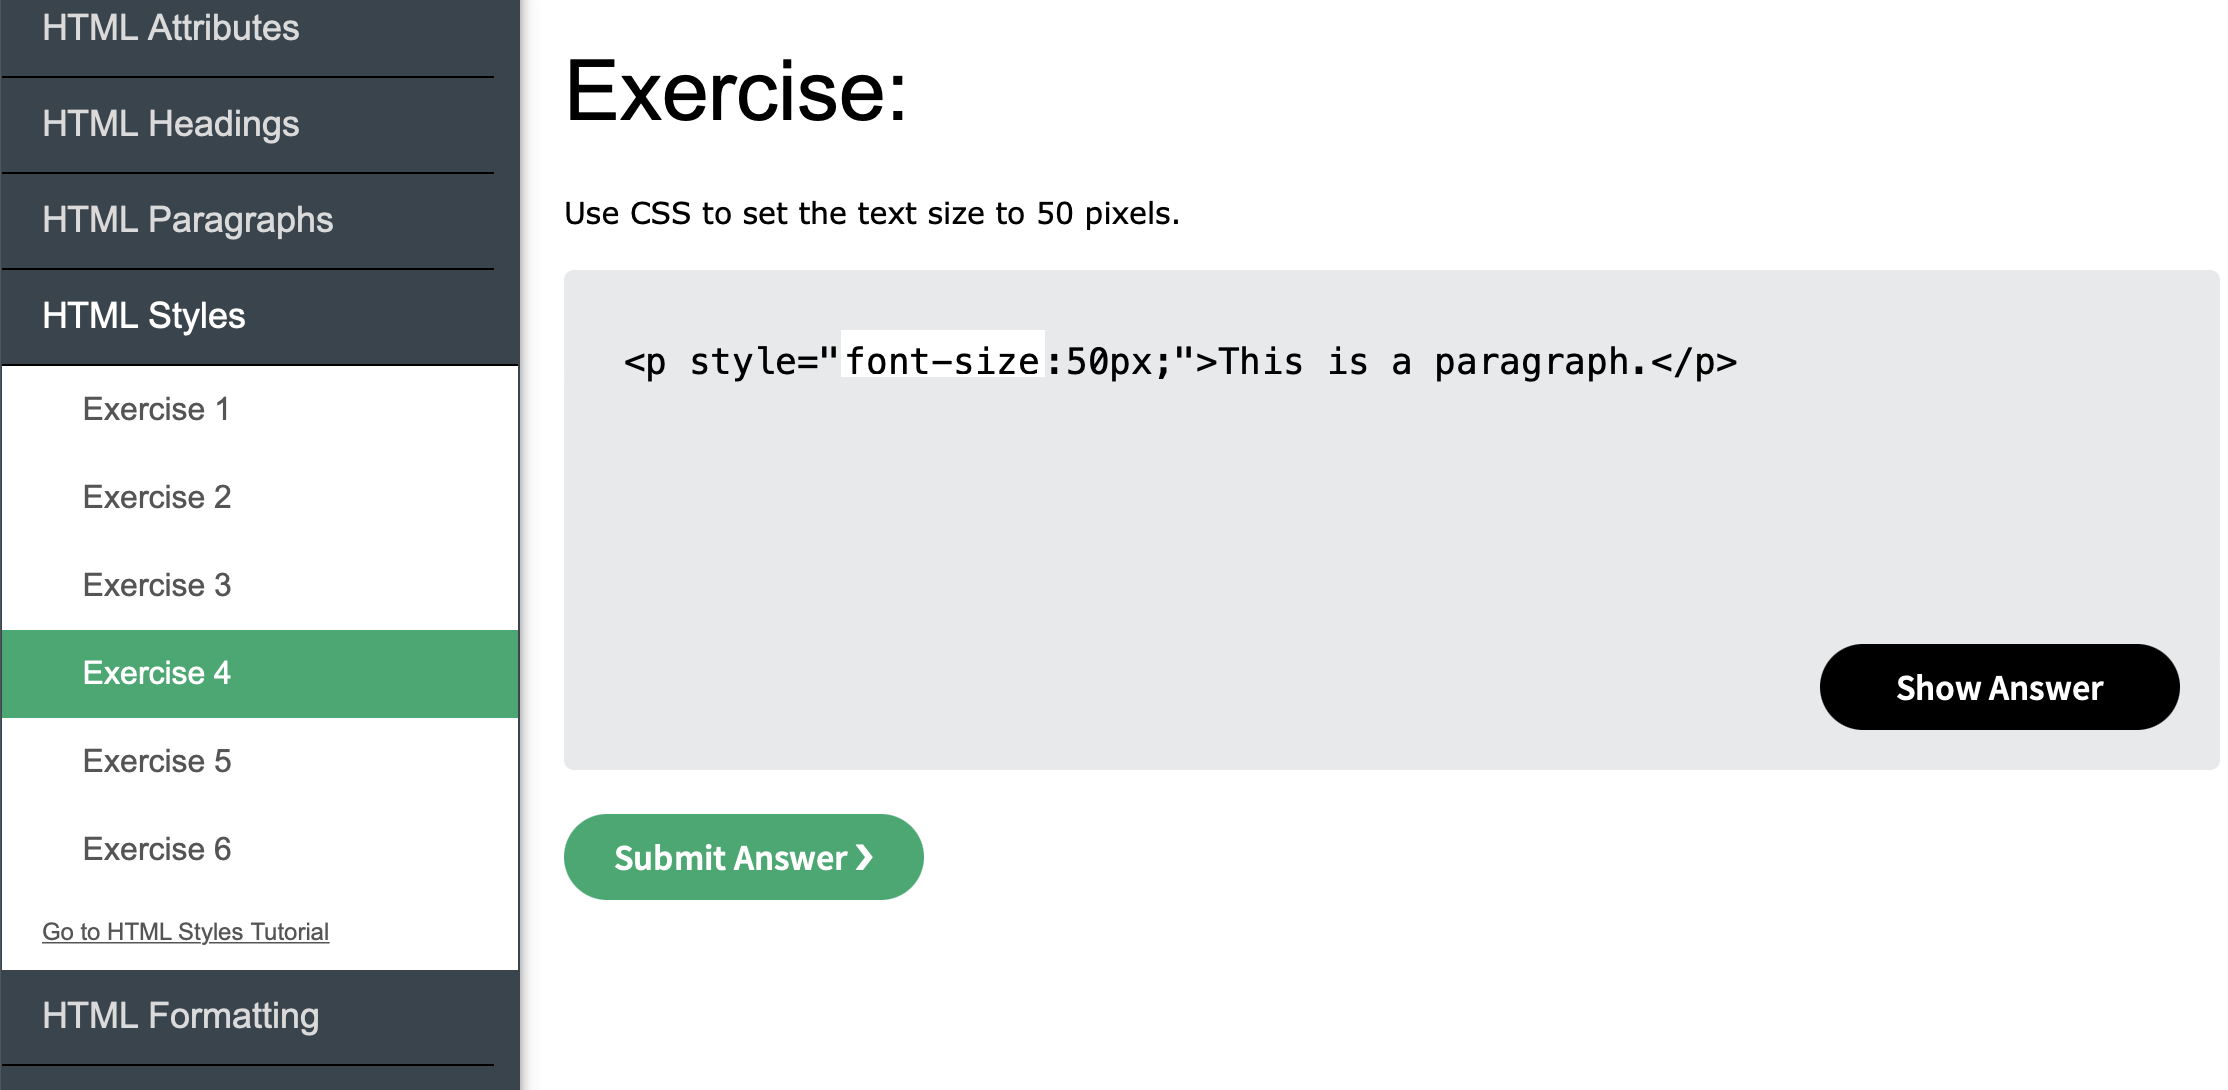 HTML Attributes
HTML Headings
HTML Paragraphs
HTML Styles
Exercise 1
Exercise 2
Exercise 3
Exercise 4
Exercise 5
Exercise 6
Go to HTML Styles Tutorial
HTML Formatting
Exercise:
Use CSS to set the text size to 50 pixels.
<p style="font-size:50px;">This is a paragraph.</p>
Show Answer
Submit Answer ❯